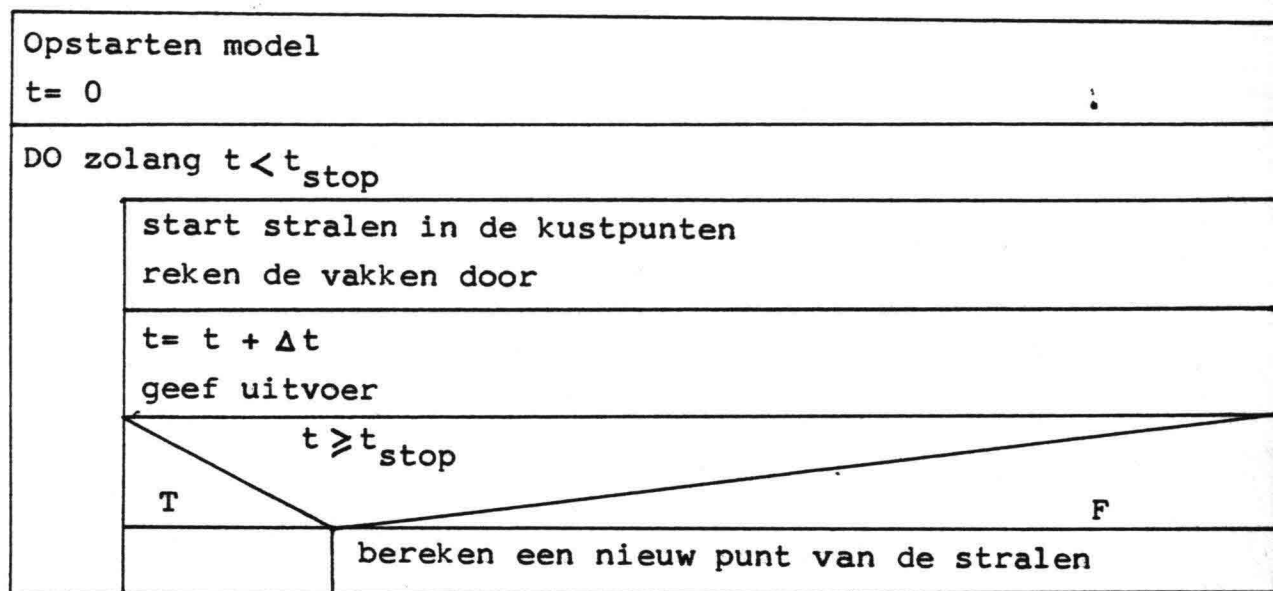 Opstarten model
t= 0
DO zolang t < t_stop
start stralen in de kustpunten
reken de vakken door
t= t + Δt
geef uitvoer
t ⩾ t_stop
T
F
bereken een nieuw punt van de stralen